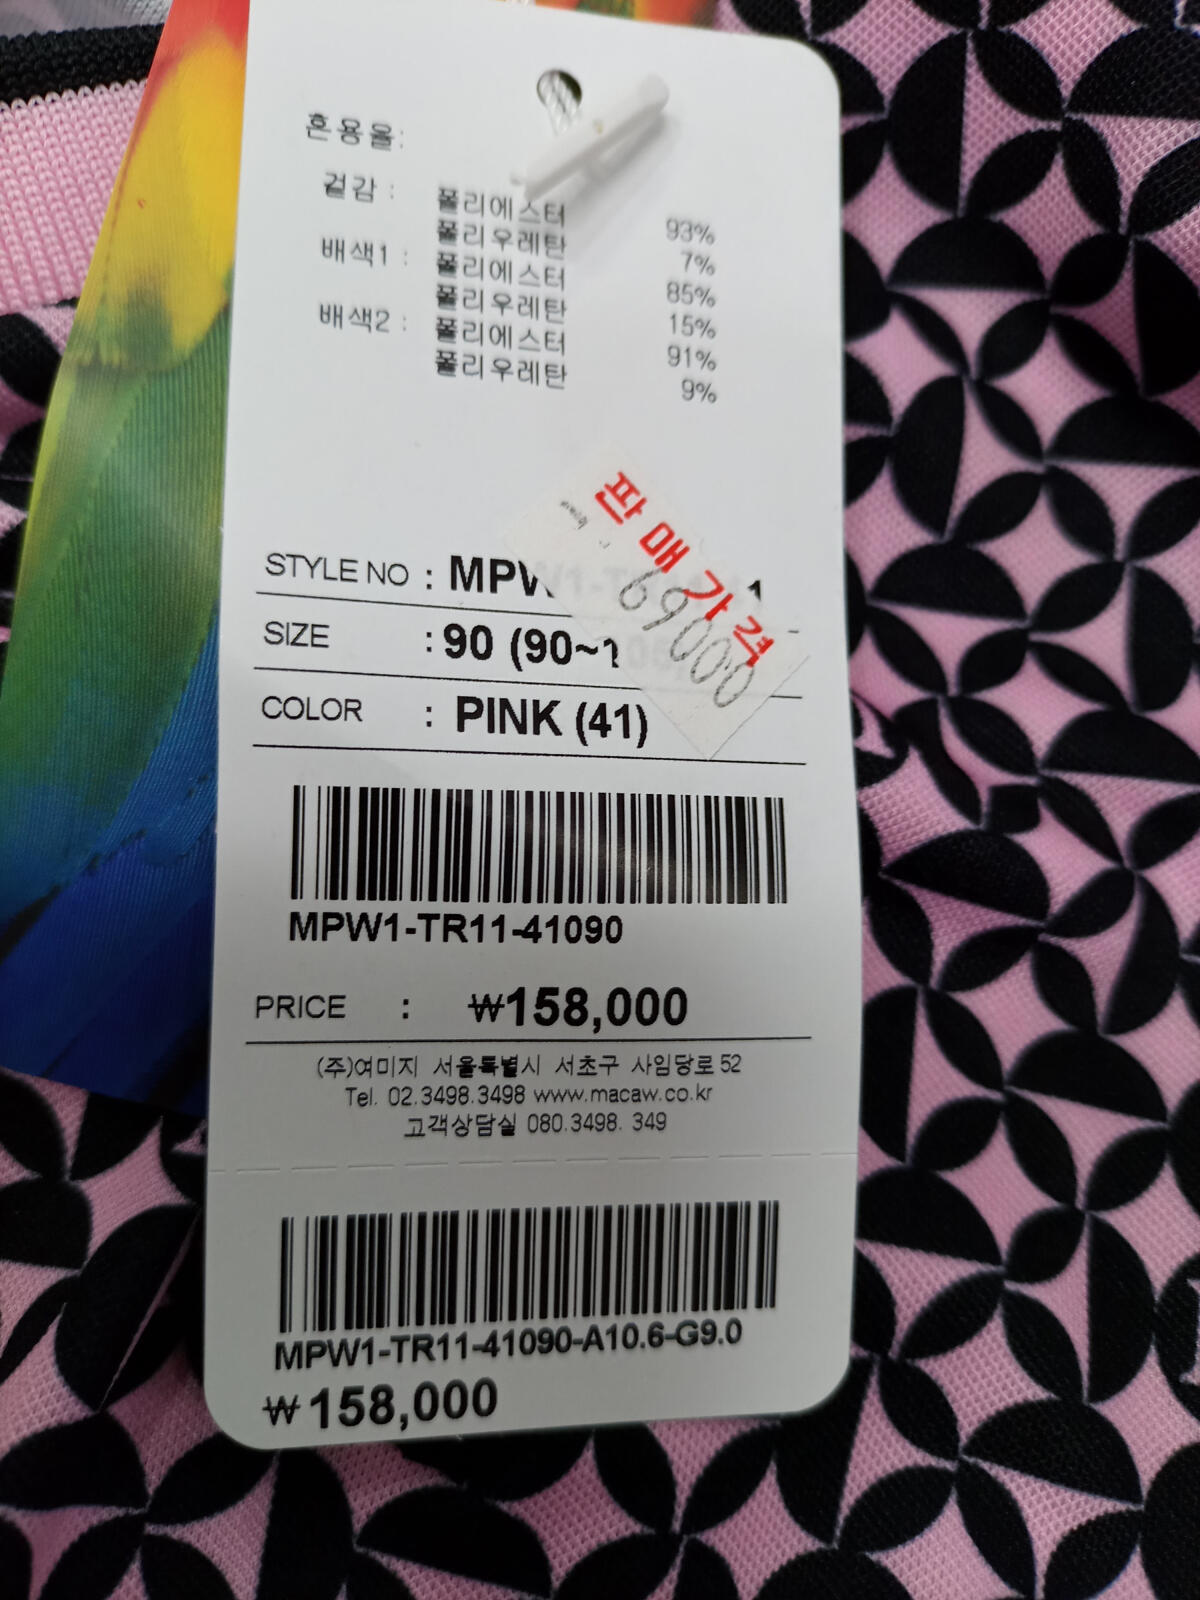 혼용율:
겉감 : 폴리에스터 93%
폴리우레탄 7%
배색1 : 폴리에스터 85%
폴리우레탄 15%
배색2 : 폴리에스터 91%
폴리우레탄 9%
판매가격
69000
STYLE NO : MPW1-TR11
SIZE : 90 (90~
COLOR : PINK (41)
MPW1-TR11-41090
PRICE : ₩158,000
(주)여미지 서울특별시 서초구 사임당로 52
Tel. 02.3498.3498 www.macaw.co.kr
고객상담실 080.3498. 349
MPW1-TR11-41090-A10.6-G9.0
₩158,000